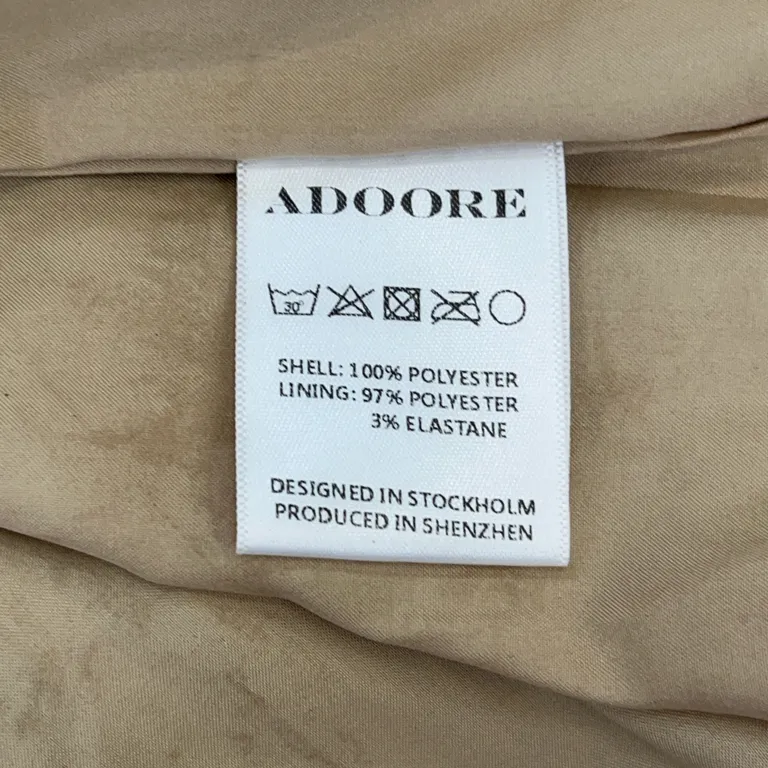 ADOORE
30°
SHELL: 100% POLYESTER
LINING: 97% POLYESTER
3% ELASTANE
DESIGNED IN STOCKHOLM
PRODUCED IN SHENZHEN